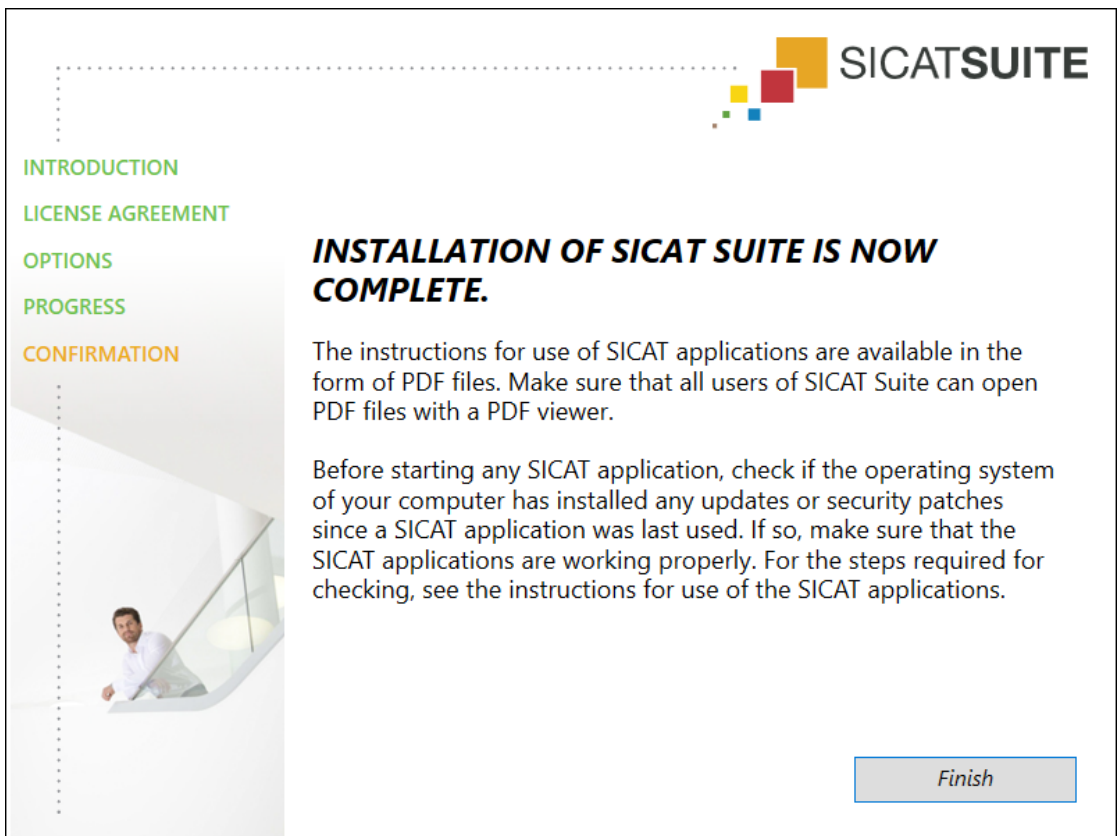 SICATSUITE
INTRODUCTION
LICENSE AGREEMENT
OPTIONS
PROGRESS
CONFIRMATION
INSTALLATION OF SICAT SUITE IS NOW
COMPLETE.
The instructions for use of SICAT applications are available in the
form of PDF files. Make sure that all users of SICAT Suite can open
PDF files with a PDF viewer.
Before starting any SICAT application, check if the operating system
of your computer has installed any updates or security patches
since a SICAT application was last used. If so, make sure that the
SICAT applications are working properly. For the steps required for
checking, see the instructions for use of the SICAT applications.
Finish